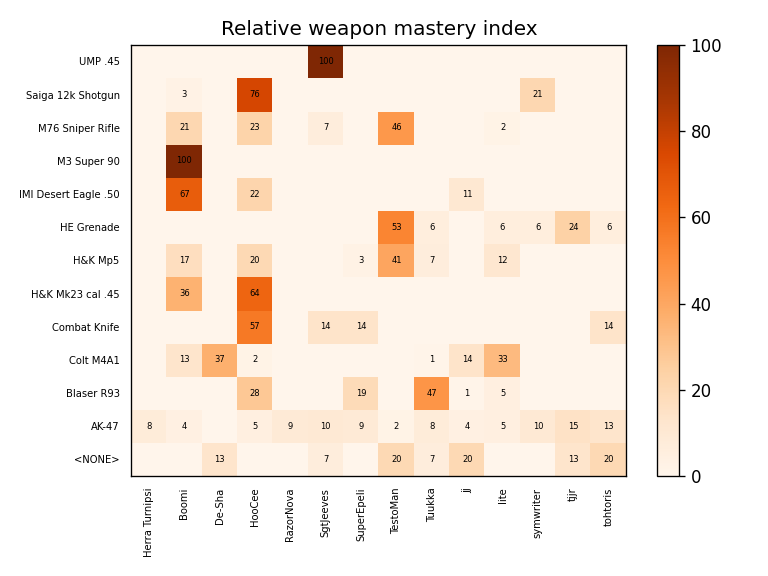 Relative weapon mastery index
UMP .45 100
Saiga 12k Shotgun 3 76 21
M76 Sniper Rifle 21 23 7 46 2
M3 Super 90 100
IMI Desert Eagle .50 67 22 11
HE Grenade 53 6 6 6 24 6
H&K Mp5 17 20 3 41 7 12
H&K Mk23 cal .45 36 64
Combat Knife 57 14 14 14
Colt M4A1 13 37 2 1 14 33
Blaser R93 28 19 47 1 5
AK-47 8 4 5 9 10 9 2 8 4 5 10 15 13
<NONE> 13 7 20 7 20 13 20
Herra Turnipsi
Boomi
De-Sha
HooCee
RazorNova
SgtJeeves
SuperEpeli
TestoMan
Tuukka
jj
symwriter
tjjr
tohtoris
100
80
60
40
20
0